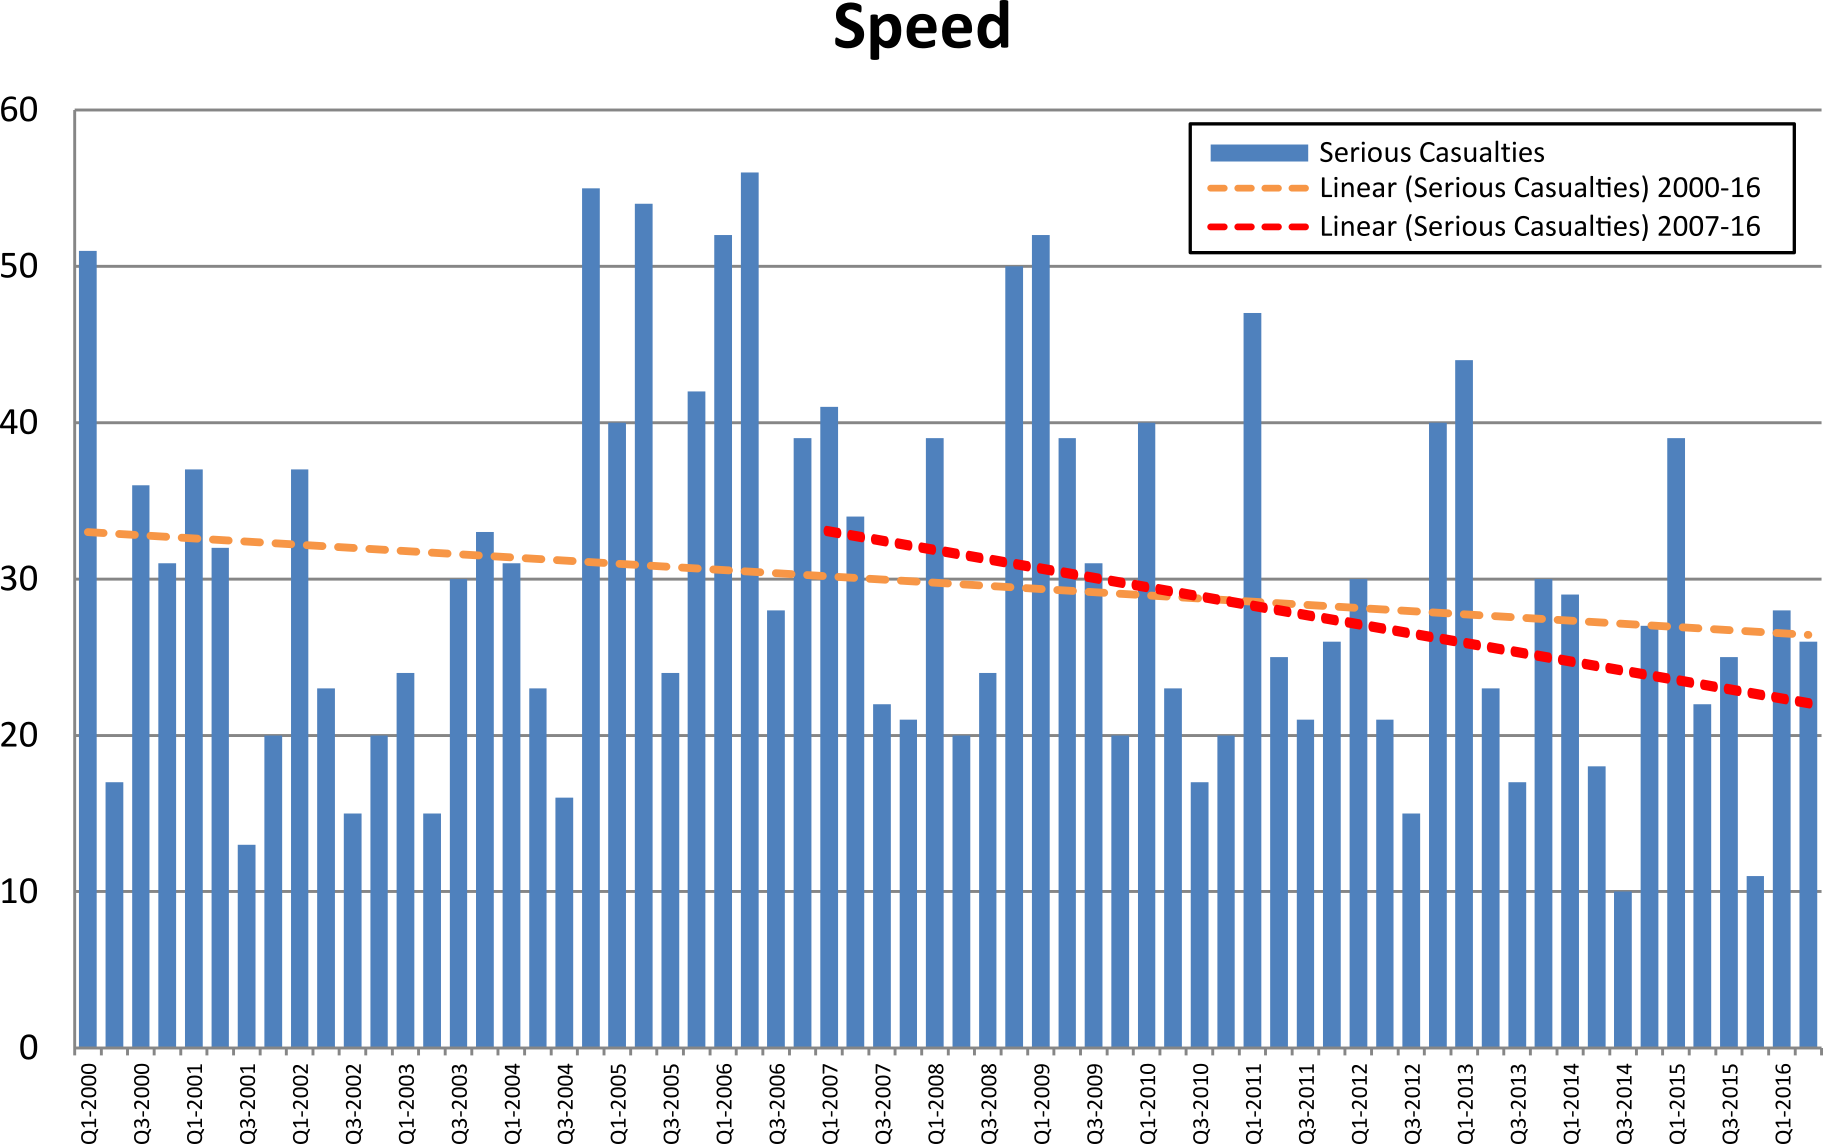 Speed
60
50
40
30
20
10
0
Serious Casualties
Linear (Serious Casualties) 2000-16
Linear (Serious Casualties) 2007-16
Q1-2000
Q3-2000
Q1-2001
Q3-2001
Q1-2002
Q3-2002
Q1-2003
Q3-2003
Q1-2004
Q3-2004
Q1-2005
Q3-2005
Q1-2006
Q3-2006
Q1-2007
Q3-2007
Q1-2008
Q3-2008
Q1-2009
Q3-2009
Q1-2010
Q3-2010
Q1-2011
Q3-2011
Q1-2012
Q3-2012
Q1-2013
Q3-2013
Q1-2014
Q3-2014
Q1-2015
Q3-2015
Q1-2016